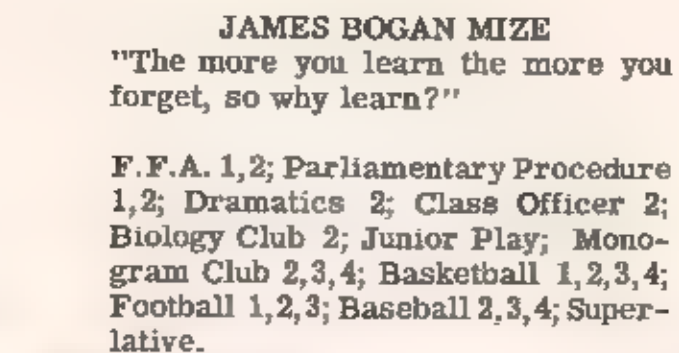 JAMES BOGAN MIZE
"The more you learn the more you
forget, so why learn?"
F.F.A. 1,2; Parliamentary Procedure
1,2; Dramatics 2; Class Officer 2;
Biology Club 2; Junior Play; Mono-
gram Club 2,3,4; Basketball 1,2,3,4;
Football 1,2,3; Baseball 2,3,4; Super-
lative.